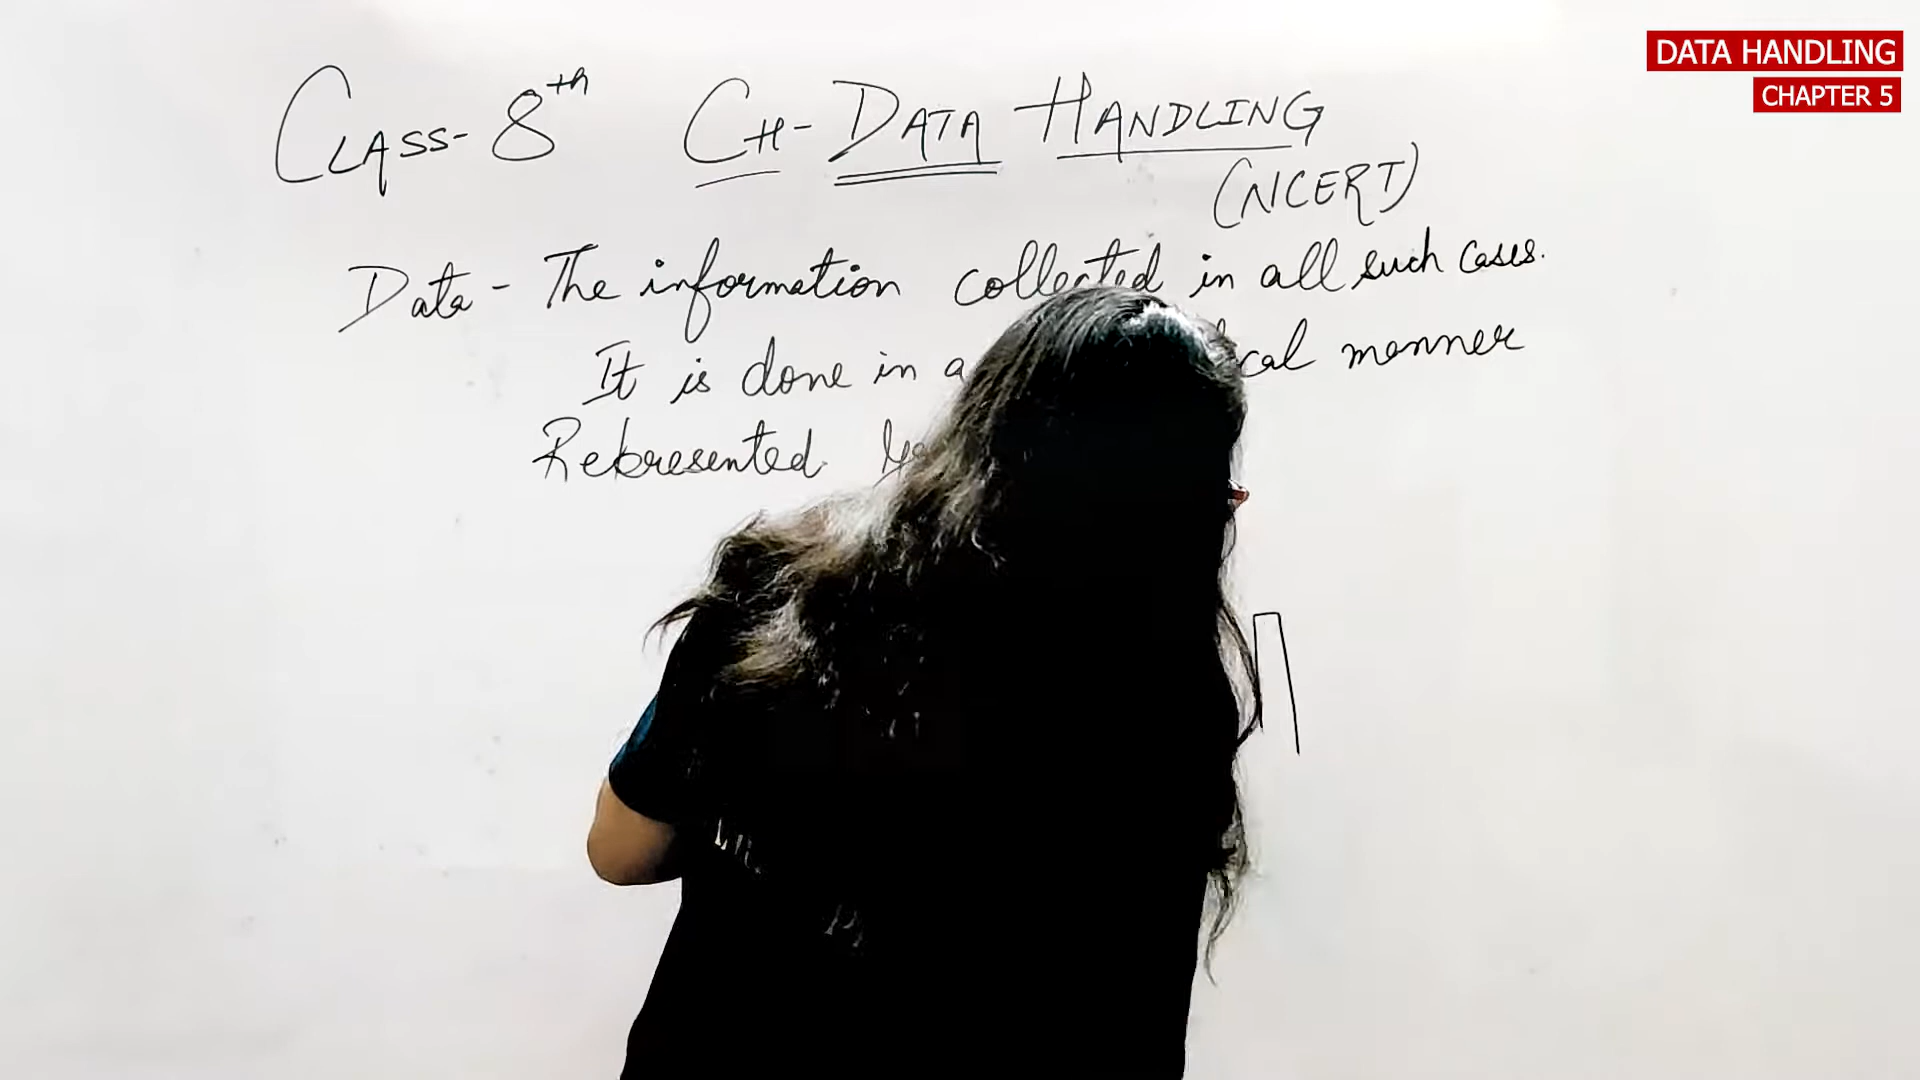 DATA HANDLING
CHAPTER 5
CLASS-8th CH-DATA HANDLING
(NCERT)
Data - The information collected in all such cases.
It is done in a manner
Represented